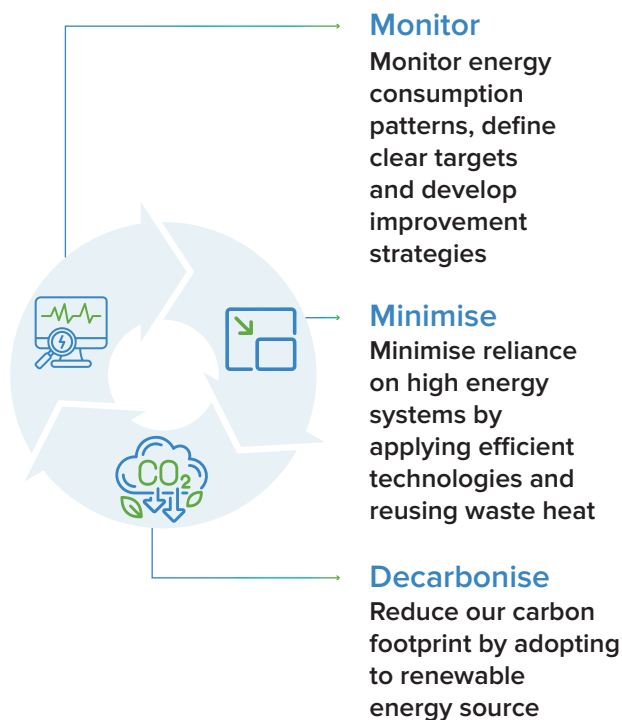 Monitor
Monitor energy
consumption
patterns, define
clear targets
and develop
improvement
strategies
Minimise
Minimise reliance
on high energy
systems by
applying efficient
technologies and
reusing waste heat
CO₂
Decarbonise
Reduce our carbon
footprint by adopting
to renewable
energy source